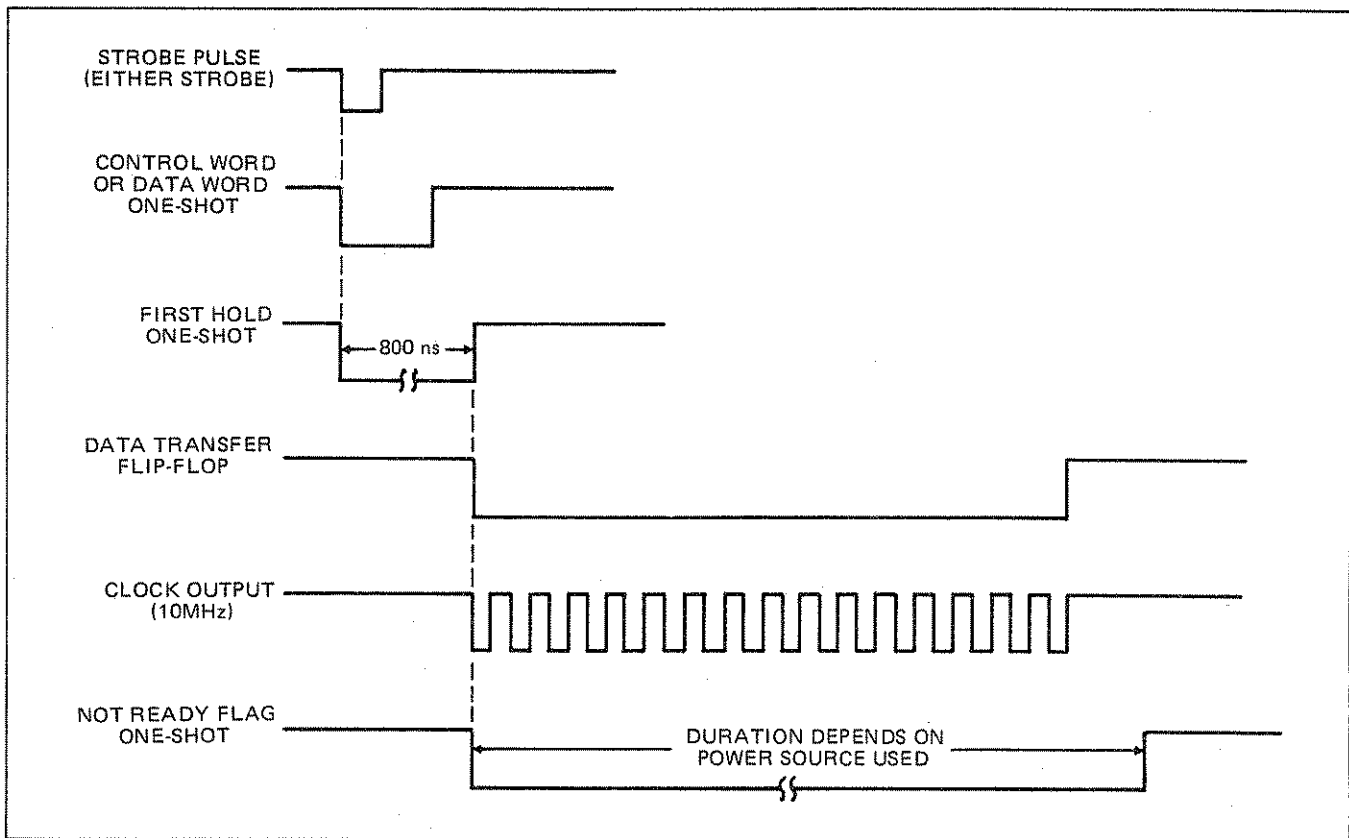 STROBE PULSE
(EITHER STROBE)
CONTROL WORD
OR DATA WORD
ONE-SHOT
FIRST HOLD
ONE-SHOT
800 ns
DATA TRANSFER
FLIP-FLOP
CLOCK OUTPUT
(10MHz)
NOT READY FLAG
ONE-SHOT
DURATION DEPENDS ON
POWER SOURCE USED